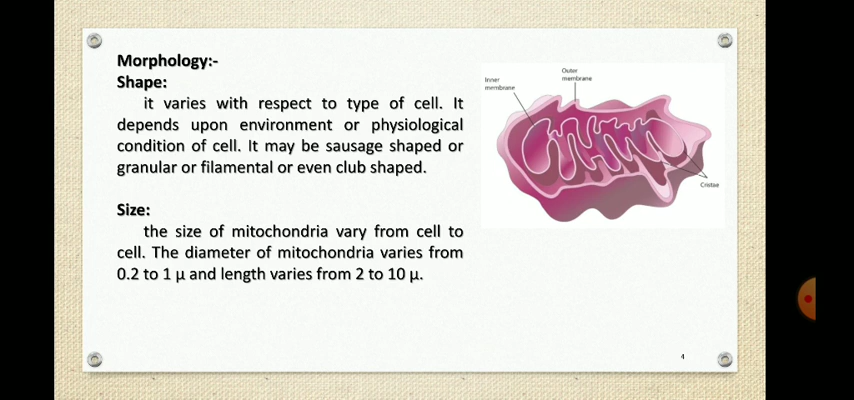 Morphology:-
Shape:
it varies with respect to type of cell. It
depends upon environment or physiological
condition of cell. It may be sausage shaped or
granular or filamental or even club shaped.
Size:
the size of mitochondria vary from cell to
cell. The diameter of mitochondria varies from
0.2 to 1 μ and length varies from 2 to 10 μ.
Outer
membrane
Inner
membrane
Cristae
4